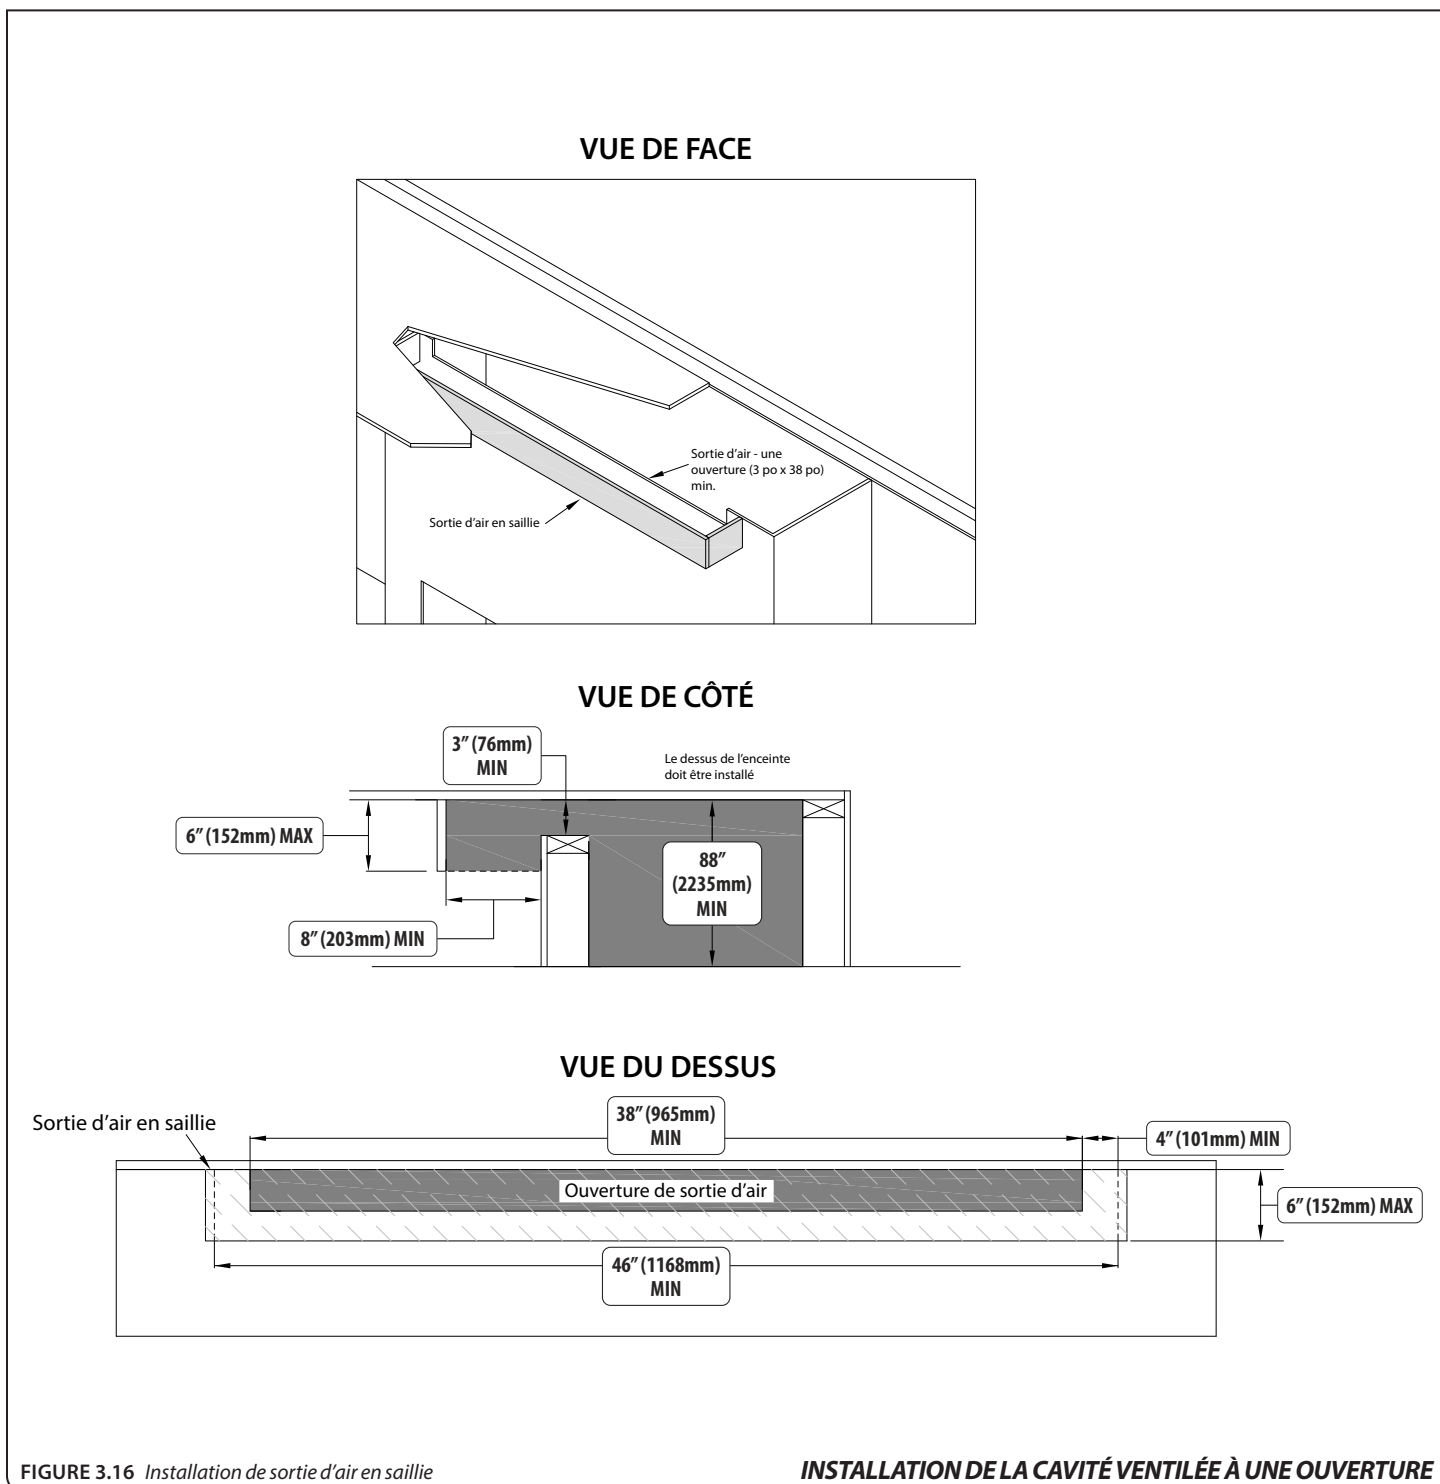 VUE DE FACE
Sortie d'air - une
ouverture (3 po x 38 po)
min.
Sortie d'air en saillie
VUE DE CÔTÉ
3" (76mm)
MIN
Le dessus de l'enceinte
doit être installé
6" (152mm) MAX
88"
(2235mm)
MIN
8" (203mm) MIN
VUE DU DESSUS
38" (965mm)
MIN
Sortie d'air en saillie
4" (101mm) MIN
Ouverture de sortie d'air
6" (152mm) MAX
46" (1168mm)
MIN
FIGURE 3.16 Installation de sortie d'air en saillie
INSTALLATION DE LA CAVITÉ VENTILÉE À UNE OUVERTURE